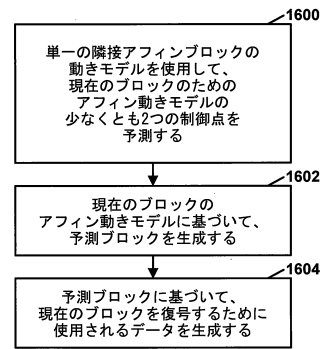 1600
単一の隣接アフィンブロックの
動きモデルを使用して、
現在のブロックのための
アフィン動きモデルの
少なくとも2つの制御点を
予測する
1602
現在のブロックの
アフィン動きモデルに基づいて、
予測ブロックを生成する
1604
予測ブロックに基づいて、
現在のブロックを復号するために
使用されるデータを生成する